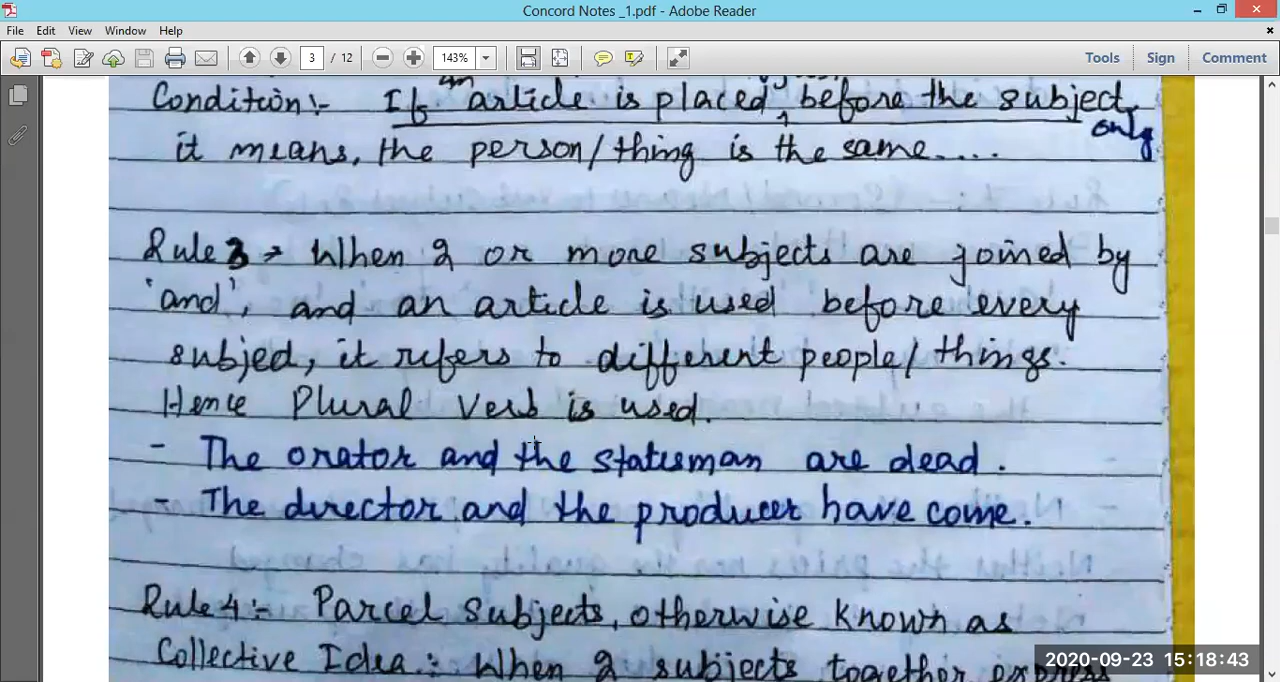 Concord Notes _1.pdf - Adobe Reader
File Edit View Window Help
3 / 12 143% Tools Sign Comment
an
Condition:- If article is placed before the subject,
only
it means, the person/thing is the same....
Rule 3 → When 2 or more subjects are joined by
'and', and an article is used before every
subjed, it refers to different people/things.
Hence Plural Verb is used.
- The orator and the statesman are dead.
- The director and the producer have come.
Rule 4:- Parcel Subjects, otherwise known as
Collective Idea:- When 2 subjects together express
2020-09-23 15:18:43